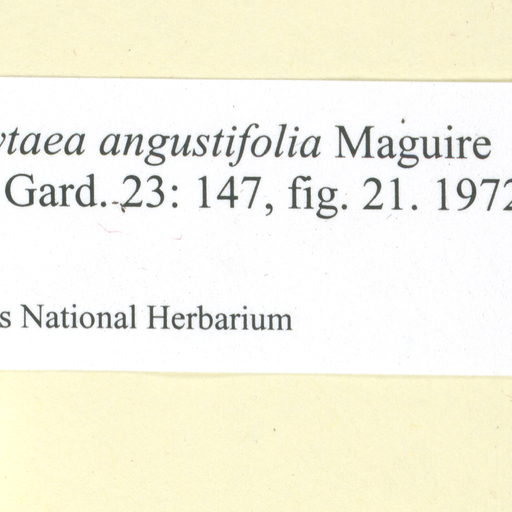 ytaea angustifolia Maguire
Gard. 23: 147, fig. 21. 1972
s National Herbarium